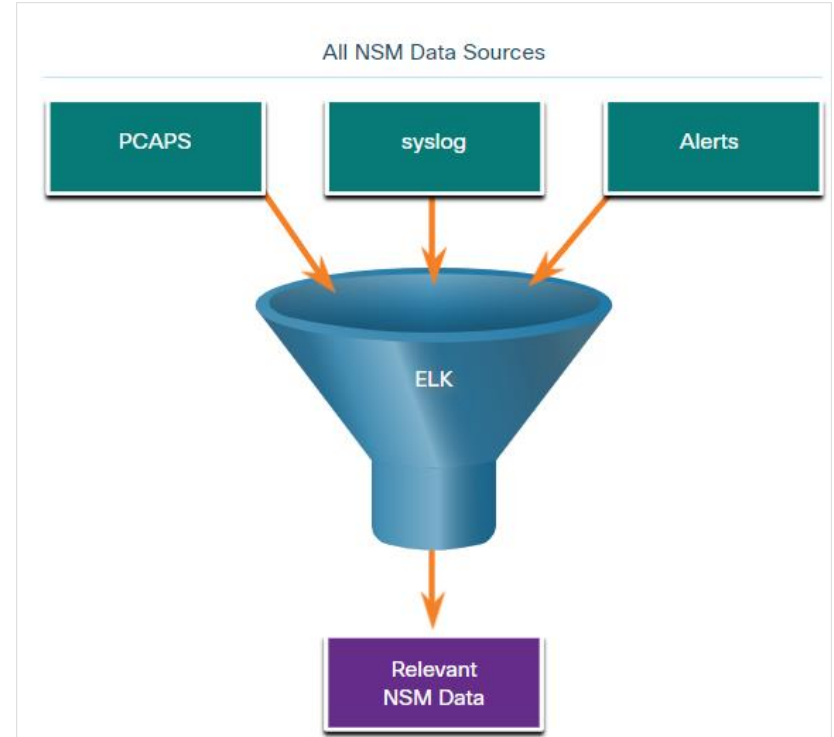 All NSM Data Sources
PCAPS
syslog
Alerts
ELK
Relevant
NSM Data